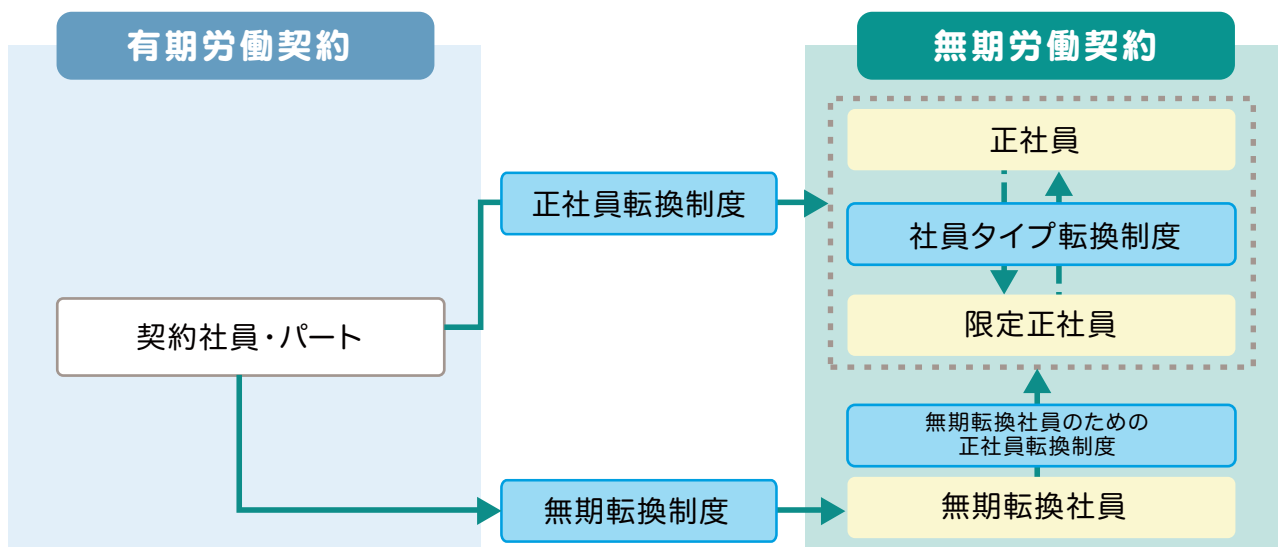 有期労働契約
無期労働契約
正社員
正社員転換制度
社員タイプ転換制度
限定正社員
契約社員・パート
無期転換社員のための
正社員転換制度
無期転換制度
無期転換社員